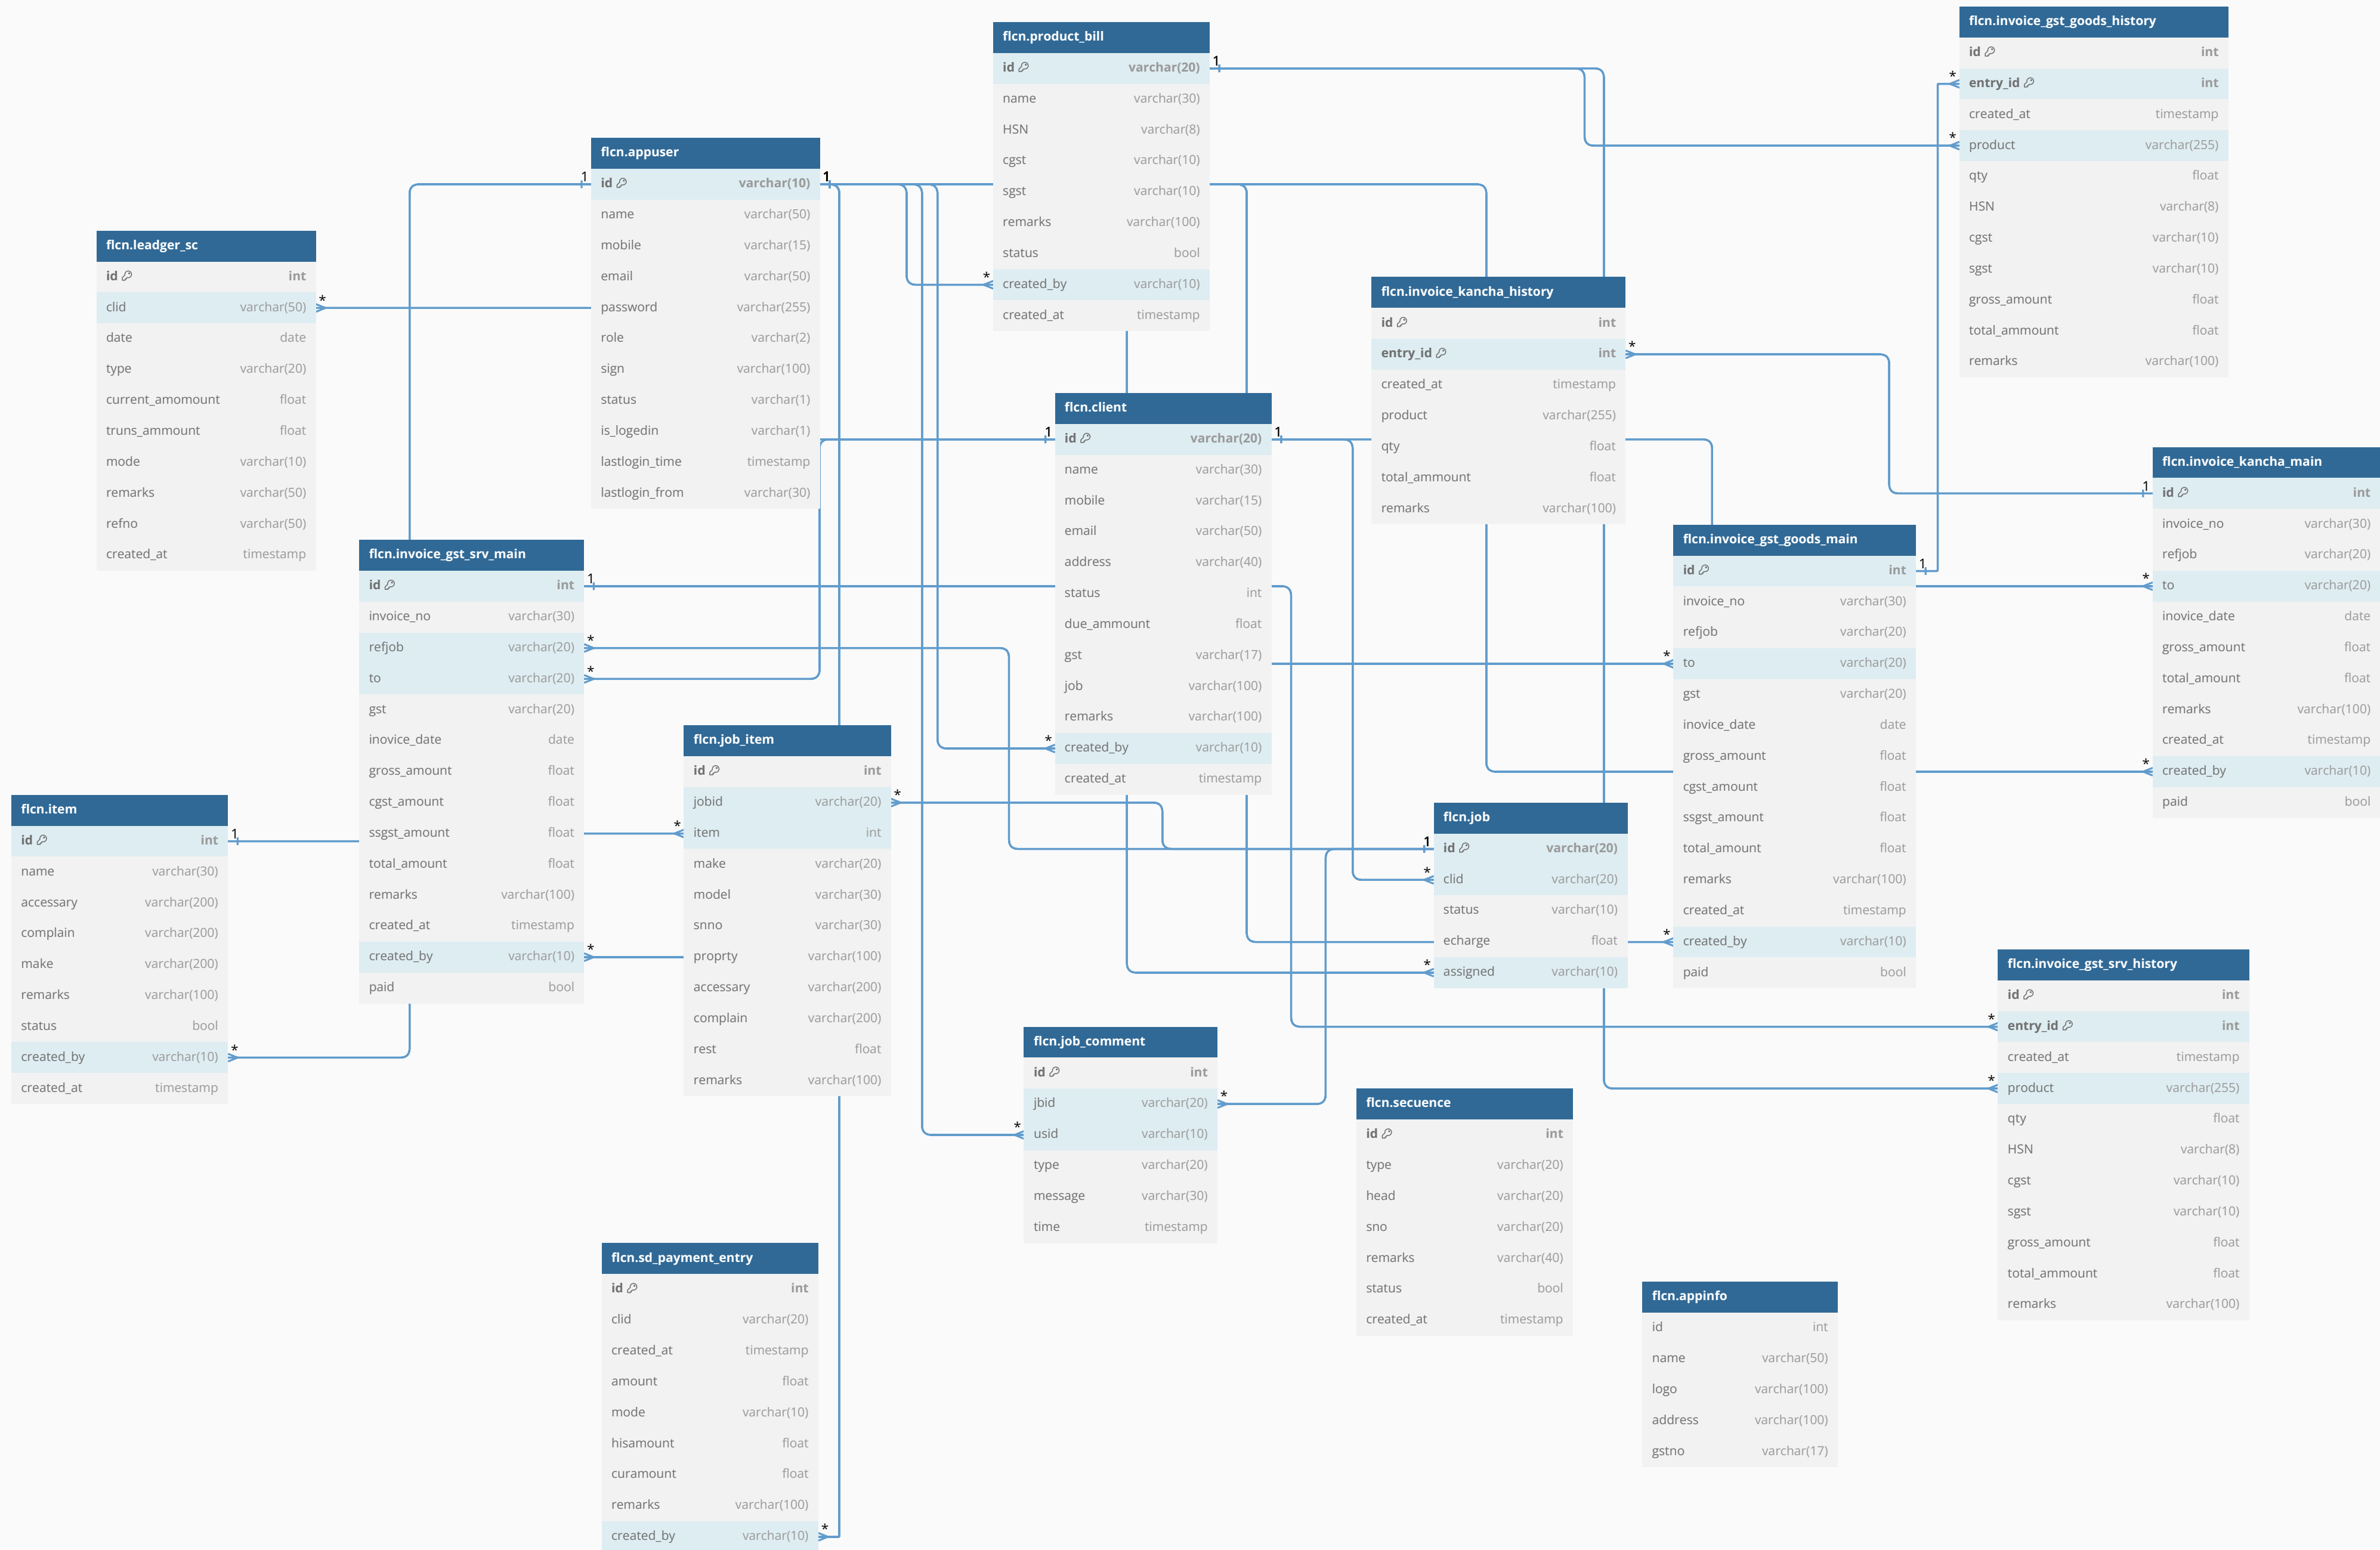 flcn.product_bill
id varchar(20)
name varchar(30)
HSN varchar(8)
cgst varchar(10)
sgst varchar(10)
remarks varchar(100)
status bool
created_by varchar(10)
created_at timestamp
flcn.invoice_gst_goods_history
id int
entry_id int
created_at timestamp
product varchar(255)
qty float
HSN varchar(8)
cgst varchar(10)
sgst varchar(10)
gross_amount float
total_ammount float
remarks varchar(100)
flcn.appuser
id varchar(10)
name varchar(50)
mobile varchar(15)
email varchar(50)
password varchar(255)
role varchar(2)
sign varchar(100)
status varchar(1)
is_logedin varchar(1)
lastlogin_time timestamp
lastlogin_from varchar(30)
flcn.leadger_sc
id int
clid varchar(50)
date date
type varchar(20)
current_amomount float
truns_ammount float
mode varchar(10)
remarks varchar(50)
refno varchar(50)
created_at timestamp
flcn.invoice_kancha_history
id int
entry_id int
created_at timestamp
product varchar(255)
qty float
total_ammount float
remarks varchar(100)
flcn.client
id varchar(20)
name varchar(30)
mobile varchar(15)
email varchar(50)
address varchar(40)
status int
due_ammount float
gst varchar(17)
job varchar(100)
remarks varchar(100)
created_by varchar(10)
created_at timestamp
flcn.invoice_kancha_main
id int
invoice_no varchar(30)
refjob varchar(20)
to varchar(20)
inovice_date date
gross_amount float
total_amount float
remarks varchar(100)
created_at timestamp
created_by varchar(10)
paid bool
flcn.invoice_gst_goods_main
id int
invoice_no varchar(30)
refjob varchar(20)
to varchar(20)
gst varchar(20)
inovice_date date
gross_amount float
cgst_amount float
ssgst_amount float
total_amount float
remarks varchar(100)
created_at timestamp
created_by varchar(10)
paid bool
flcn.invoice_gst_srv_main
id int
invoice_no varchar(30)
refjob varchar(20)
to varchar(20)
gst varchar(20)
inovice_date date
gross_amount float
cgst_amount float
ssgst_amount float
total_amount float
remarks varchar(100)
created_at timestamp
created_by varchar(10)
paid bool
flcn.job_item
id int
jobid varchar(20)
item int
make varchar(20)
model varchar(30)
snno varchar(30)
proprty varchar(100)
accessary varchar(200)
complain varchar(200)
rest float
remarks varchar(100)
flcn.item
id int
name varchar(30)
accessary varchar(200)
complain varchar(200)
make varchar(200)
remarks varchar(100)
status bool
created_by varchar(10)
created_at timestamp
flcn.job
id varchar(20)
clid varchar(20)
status varchar(10)
echarge float
assigned varchar(10)
flcn.invoice_gst_srv_history
id int
entry_id int
created_at timestamp
product varchar(255)
qty float
HSN varchar(8)
cgst varchar(10)
sgst varchar(10)
gross_amount float
total_ammount float
remarks varchar(100)
flcn.job_comment
id int
jbid varchar(20)
usid varchar(10)
type varchar(20)
message varchar(30)
time timestamp
flcn.secuence
id int
type varchar(20)
head varchar(20)
sno varchar(20)
remarks varchar(40)
status bool
created_at timestamp
flcn.sd_payment_entry
id int
clid varchar(20)
created_at timestamp
amount float
mode varchar(10)
hisamount float
curamount float
remarks varchar(100)
created_by varchar(10)
flcn.appinfo
id int
name varchar(50)
logo varchar(100)
address varchar(100)
gstno varchar(17)